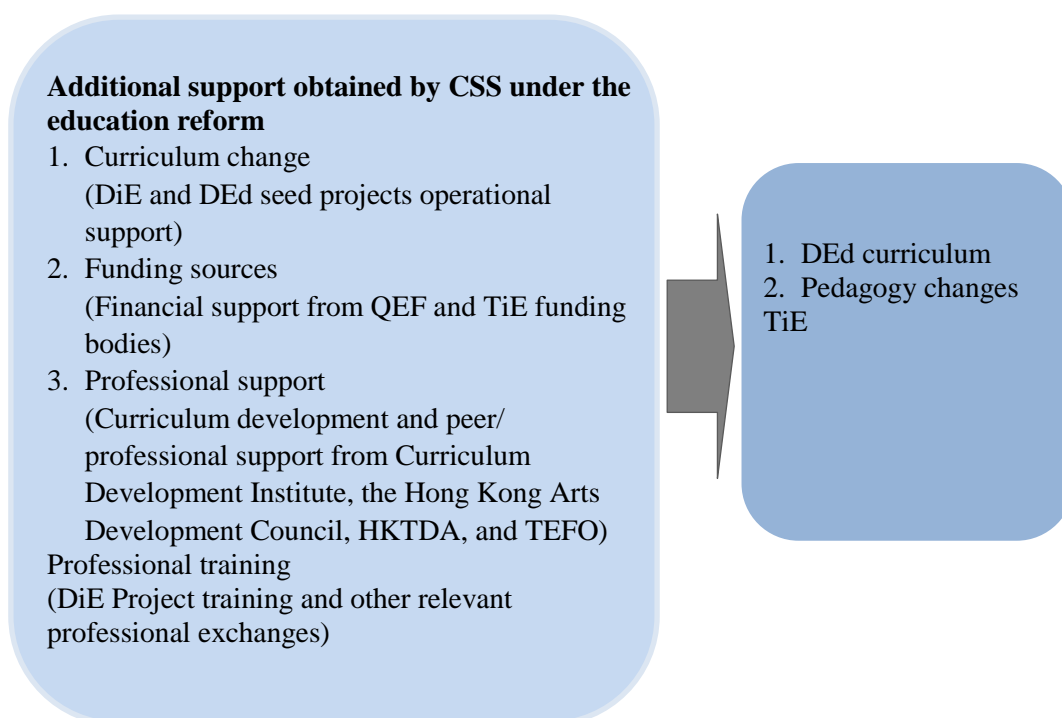 Additional support obtained by CSS under the
education reform
1. Curriculum change
(DiE and DEd seed projects operational
support)
2. Funding sources
(Financial support from QEF and TiE funding
bodies)
3. Professional support
(Curriculum development and peer/
professional support from Curriculum
Development Institute, the Hong Kong Arts
Development Council, HKTDA, and TEFO)
Professional training
(DiE Project training and other relevant
professional exchanges)
1. DEd curriculum
2. Pedagogy changes
TiE